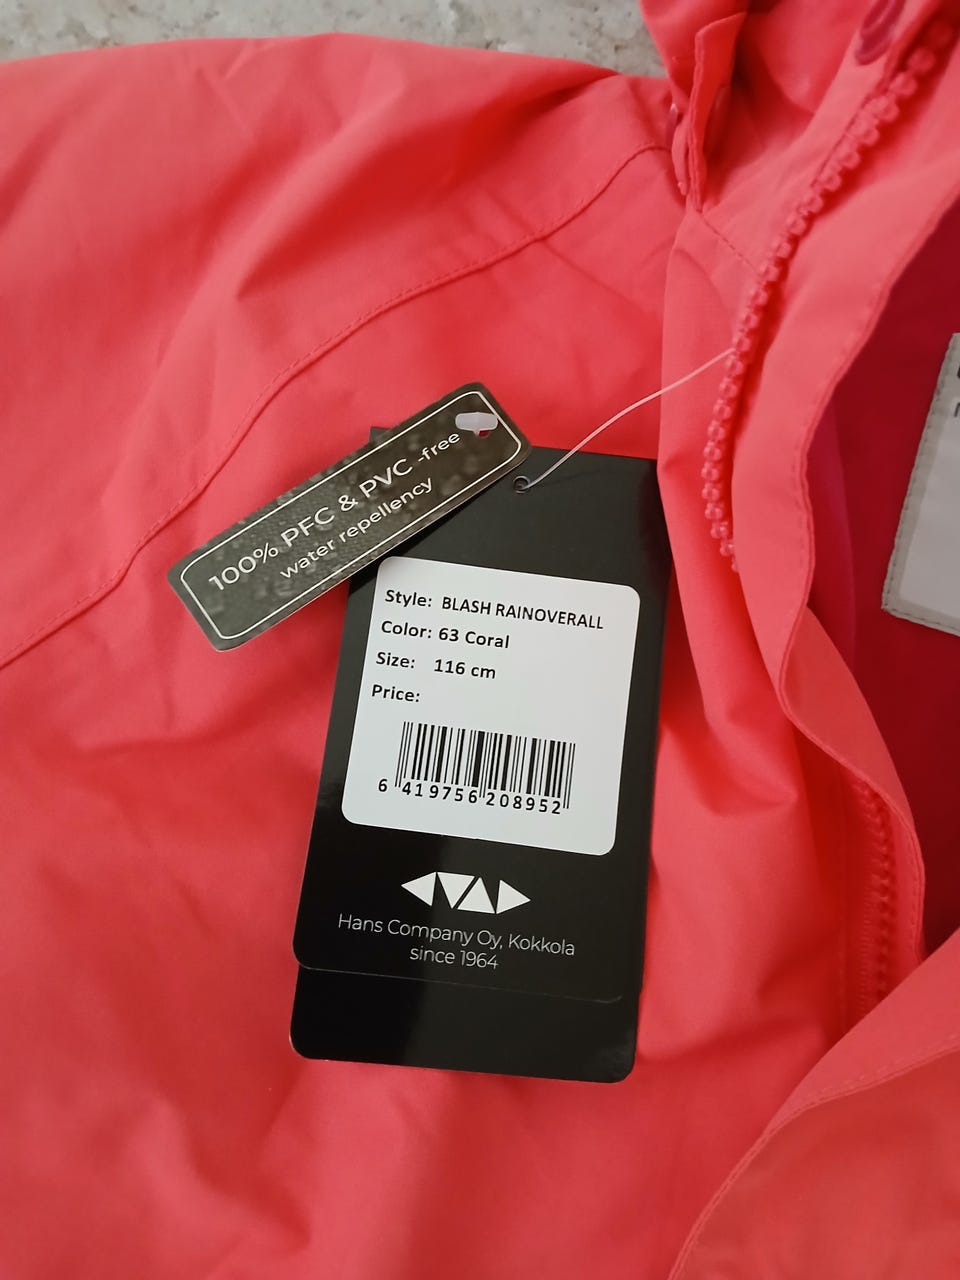 100% PFC & PVC -free
water repellency
Style: BLASH RAINOVERALL
Color: 63 Coral
Size: 116 cm
Price:
6 419756 208952
Hans Company Oy, Kokkola
since 1964